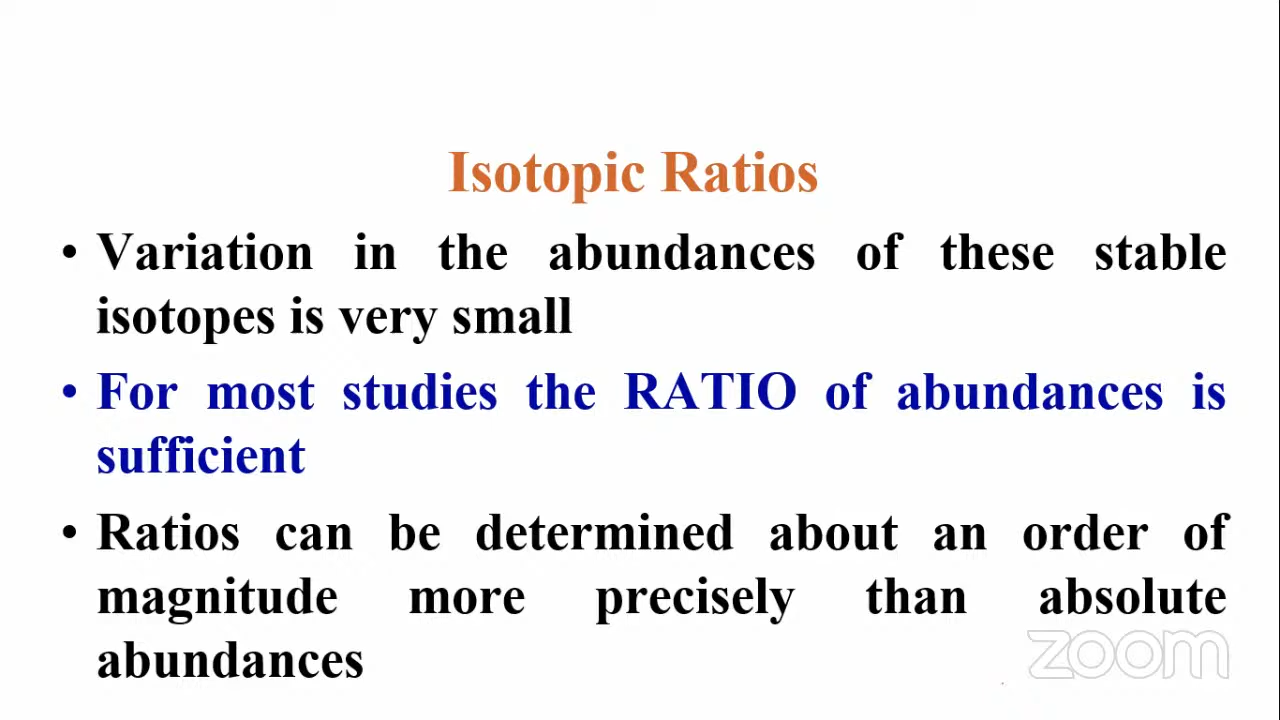 Isotopic Ratios
• Variation in the abundances of these stable
isotopes is very small
• For most studies the RATIO of abundances is
sufficient
• Ratios can be determined about an order of
magnitude more precisely than absolute
abundances
zoom